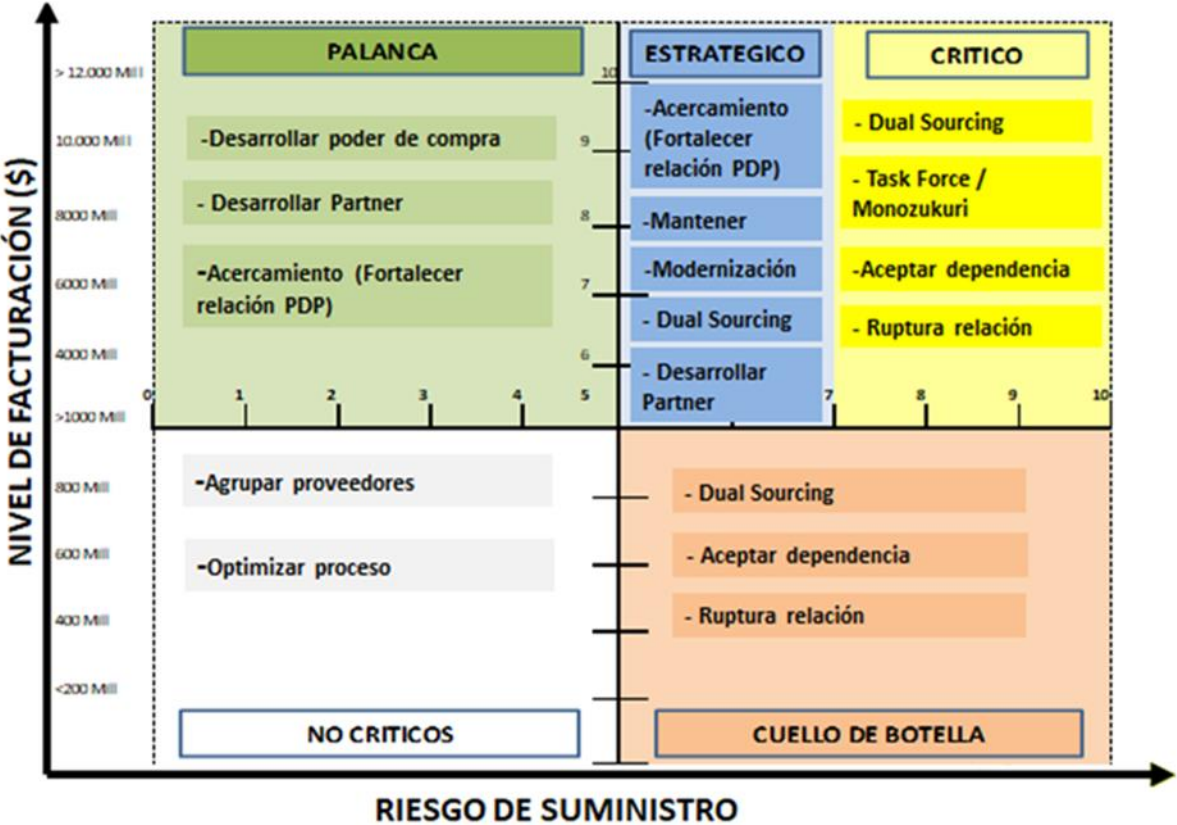 NIVEL DE FACTURACIÓN ($)
> 12.000 Mill
10.000 Mill
8000 Mill
6000 Mill
4000 Mill
>1000 Mill
800 Mill
600 Mill
400 Mill
<200 Mill
PALANCA
-Desarrollar poder de compra
- Desarrollar Partner
-Acercamiento (Fortalecer
relación PDP)
10
9
8
7
6
ESTRATEGICO
-Acercamiento
(Fortalecer
relación PDP)
-Mantener
-Modernización
- Dual Sourcing
- Desarrollar
Partner
CRITICO
- Dual Sourcing
- Task Force /
Monozukuri
-Aceptar dependencia
- Ruptura relación
0 1 2 3 4 5 7 8 9 10
-Agrupar proveedores
-Optimizar proceso
NO CRITICOS
- Dual Sourcing
- Aceptar dependencia
- Ruptura relación
CUELLO DE BOTELLA
RIESGO DE SUMINISTRO